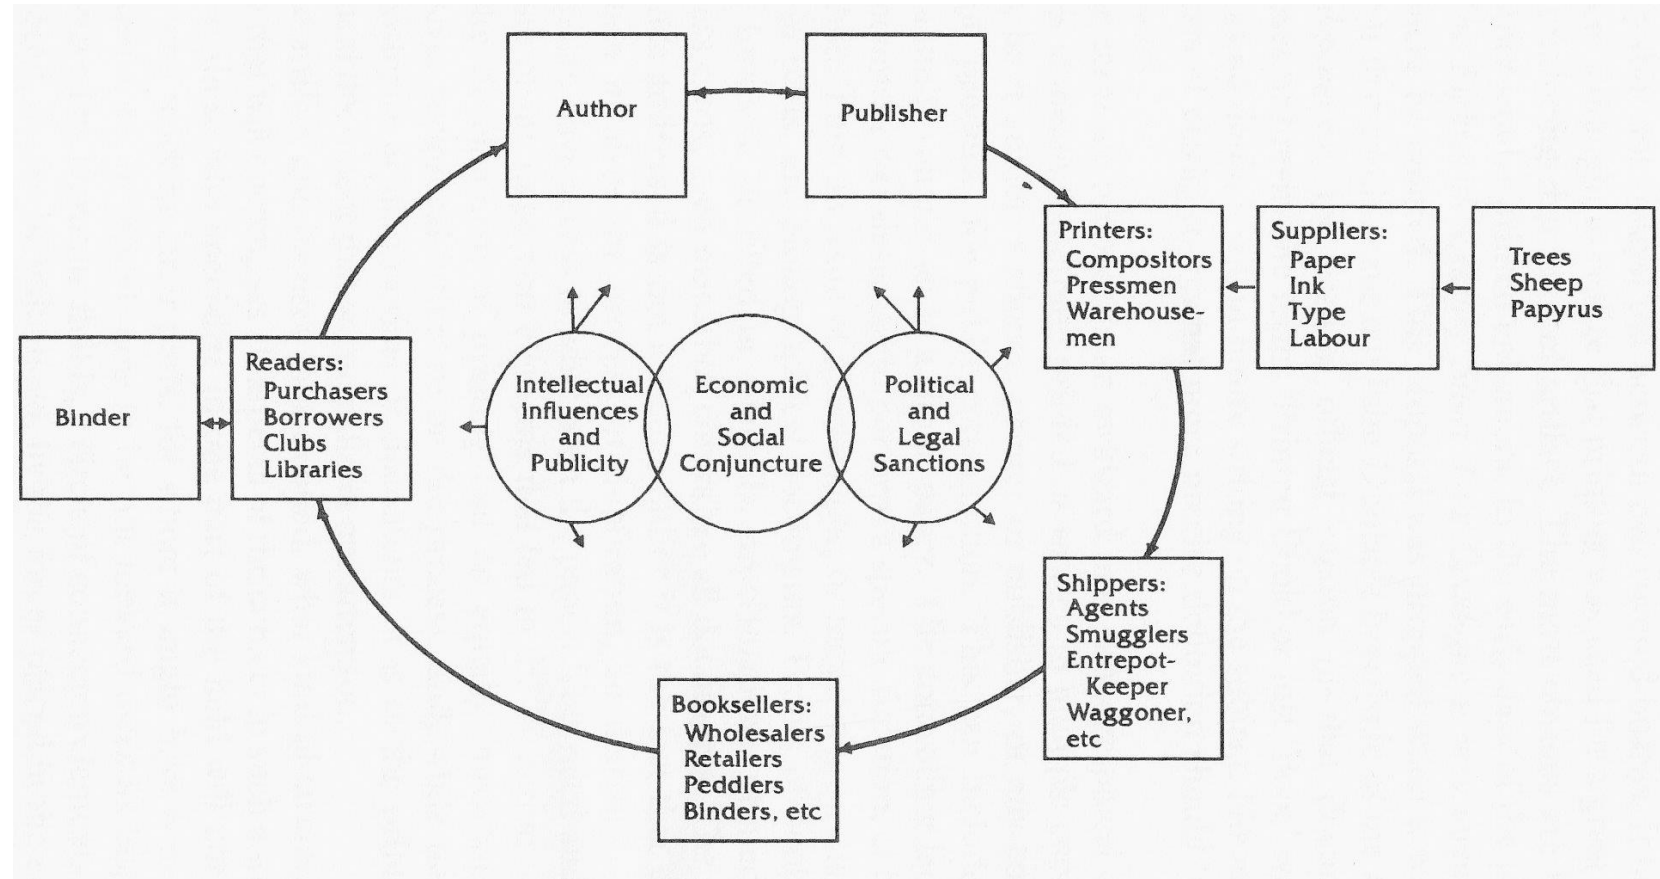 Author
Publisher
Printers:
Compositors
Pressmen
Warehouse-
men
Suppliers:
Paper
Ink
Type
Labour
Trees
Sheep
Papyrus
Binder
Readers:
Purchasers
Borrowers
Clubs
Libraries
Intellectual
Influences
and
Publicity
Economic
and
Social
Conjuncture
Political
and
Legal
Sanctions
Shippers:
Agents
Smugglers
Entrepot-
Keeper
Waggoner,
etc
Booksellers:
Wholesalers
Retailers
Peddlers
Binders, etc